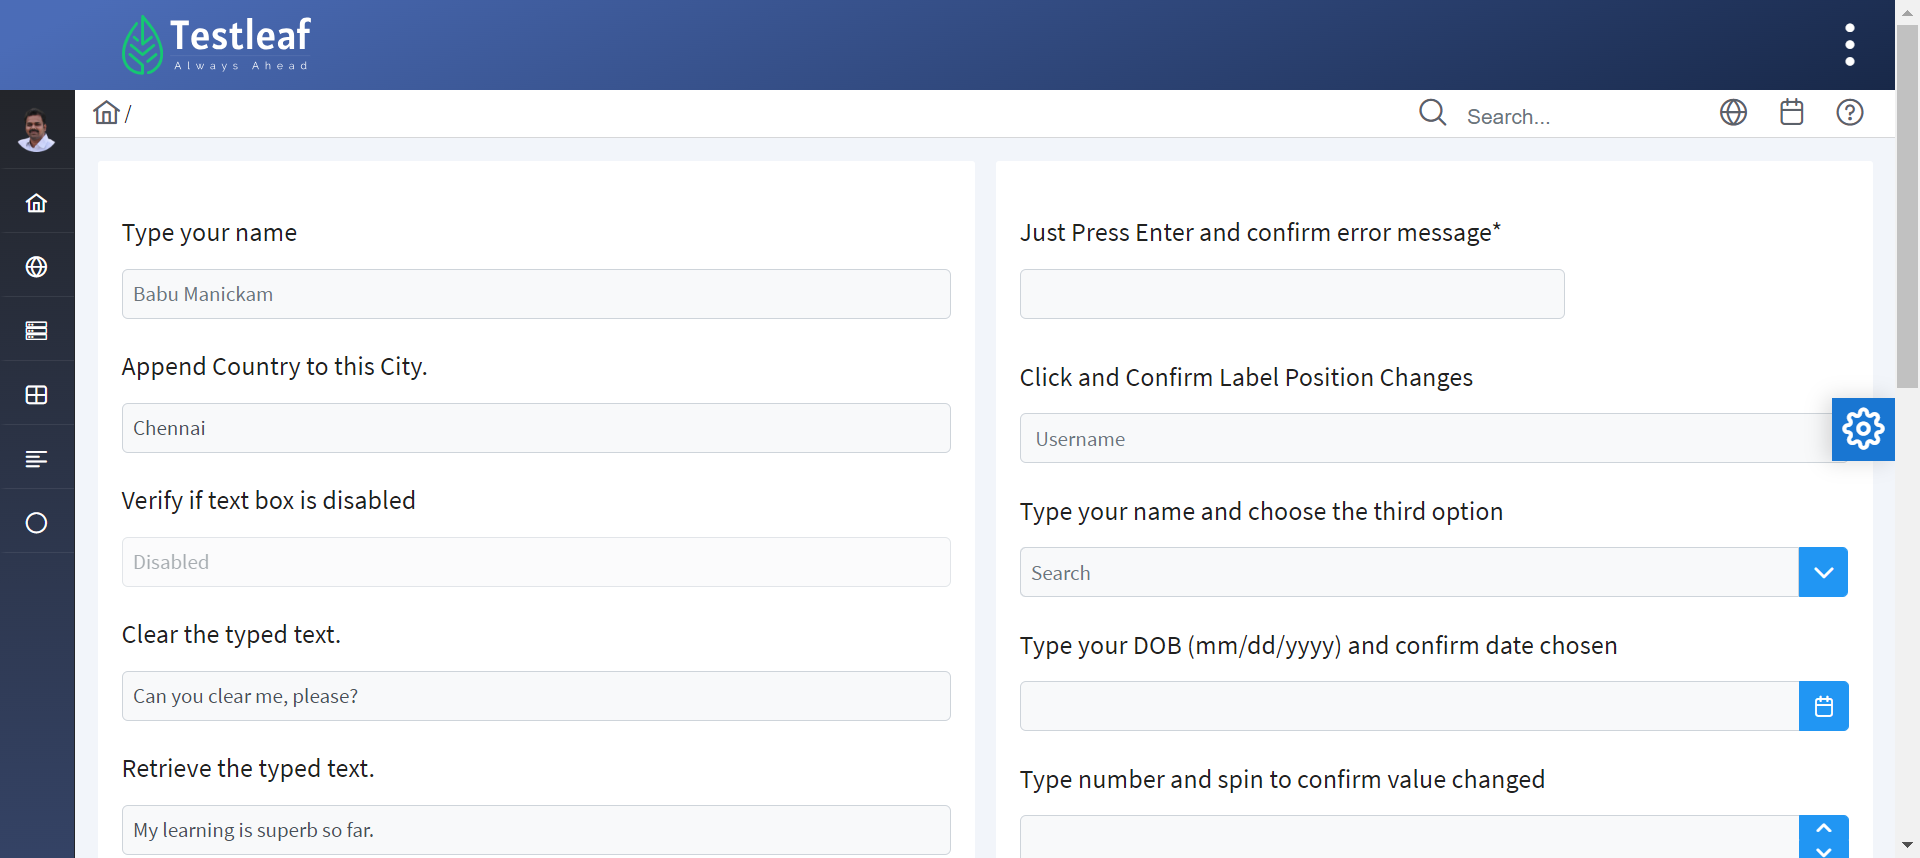 Testleaf
Always Ahead
/
Search...
Type your name
Babu Manickam
Append Country to this City.
Chennai
Verify if text box is disabled
Disabled
Clear the typed text.
Can you clear me, please?
Retrieve the typed text.
My learning is superb so far.
Just Press Enter and confirm error message*
Click and Confirm Label Position Changes
Username
Type your name and choose the third option
Search
Type your DOB (mm/dd/yyyy) and confirm date chosen
Type number and spin to confirm value changed